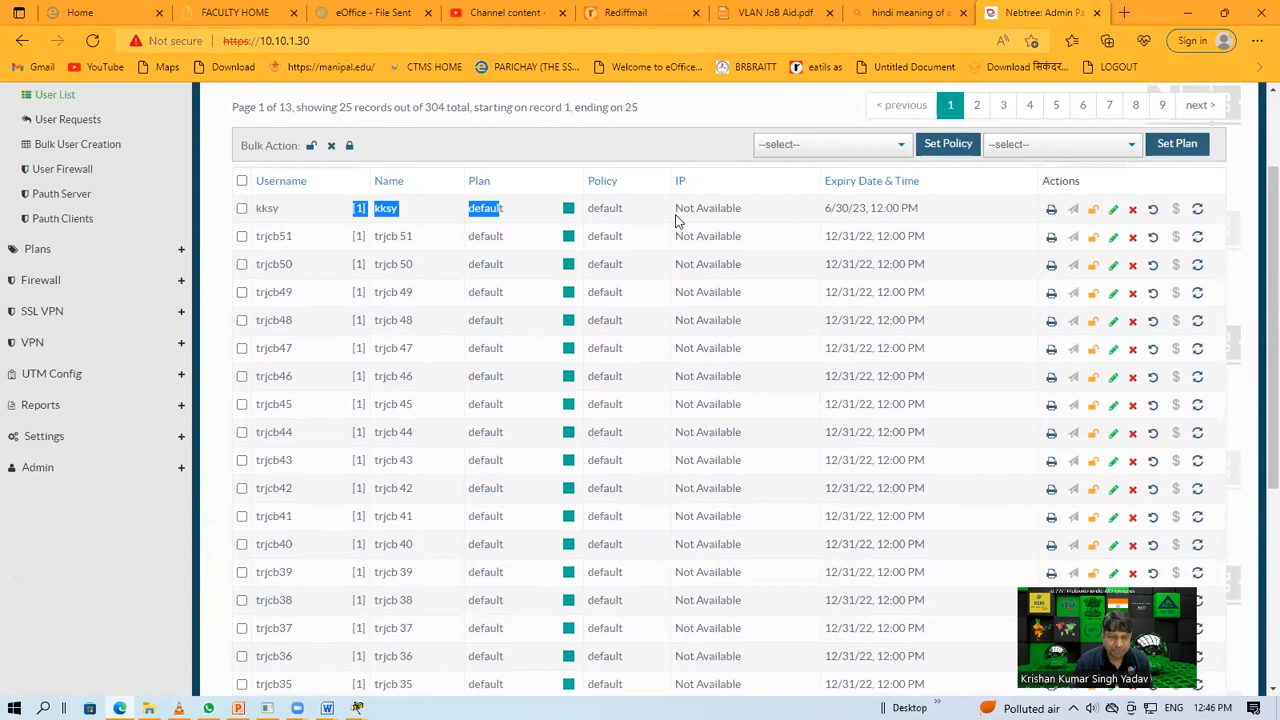 Home
FACULTY HOME
eOffice - File Sent
Channel content -
Rediffmail
VLAN JoB Aid.pdf
hindi meaning of c
Nebtree: Admin Pa
Not secure
https://10.10.1.30
Sign in
Gmail
YouTube
Maps
Download
https://manipal.edu/
CTMS HOME
PARICHAY (THE SS...
Welcome to eOffice...
BRBRAITT
eatils as
Untitled Document
Download सिकंदर...
LOGOUT
User List
User Requests
Bulk User Creation
User Firewall
Pauth Server
Pauth Clients
Plans +
Firewall +
SSL VPN +
VPN +
UTM Config +
Reports +
Settings +
Admin +
Page 1 of 13, showing 25 records out of 304 total, starting on record 1, ending on 25
< previous 1 2 3 4 5 6 7 8 9 next >
Bulk Action: --select-- Set Policy --select-- Set Plan
Username Name Plan Policy IP Expiry Date & Time Actions
kksy [1] kksy default default Not Available 6/30/23, 12:00 PM
trjcb51 [1] trjcb 51 default default Not Available 12/31/22, 12:00 PM
trjcb50 [1] trjcb 50 default default Not Available 12/31/22, 12:00 PM
trjcb49 [1] trjcb 49 default default Not Available 12/31/22, 12:00 PM
trjcb48 [1] trjcb 48 default default Not Available 12/31/22, 12:00 PM
trjcb47 [1] trjcb 47 default default Not Available 12/31/22, 12:00 PM
trjcb46 [1] trjcb 46 default default Not Available 12/31/22, 12:00 PM
trjcb45 [1] trjcb 45 default default Not Available 12/31/22, 12:00 PM
trjcb44 [1] trjcb 44 default default Not Available 12/31/22, 12:00 PM
trjcb43 [1] trjcb 43 default default Not Available 12/31/22, 12:00 PM
trjcb42 [1] trjcb 42 default default Not Available 12/31/22, 12:00 PM
trjcb41 [1] trjcb 41 default default Not Available 12/31/22, 12:00 PM
trjcb40 [1] trjcb 40 default default Not Available 12/31/22, 12:00 PM
trjcb39 [1] trjcb 39 default default Not Available 12/31/22, 12:00 PM
trjcb38 [1] trjcb 38 default default Not Available 12/31/22, 12:00 PM
trjcb37 [1] trjcb 37 default default Not Available 12/31/22, 12:00 PM
trjcb36 [1] trjcb 36 default default Not Available 12/31/22, 12:00 PM
trjcb35 [1] trjcb 35 default default Not Available 12/31/22, 12:00 PM
Krishan Kumar Singh Yadav
Desktop
Polluted air
ENG
12:46 PM